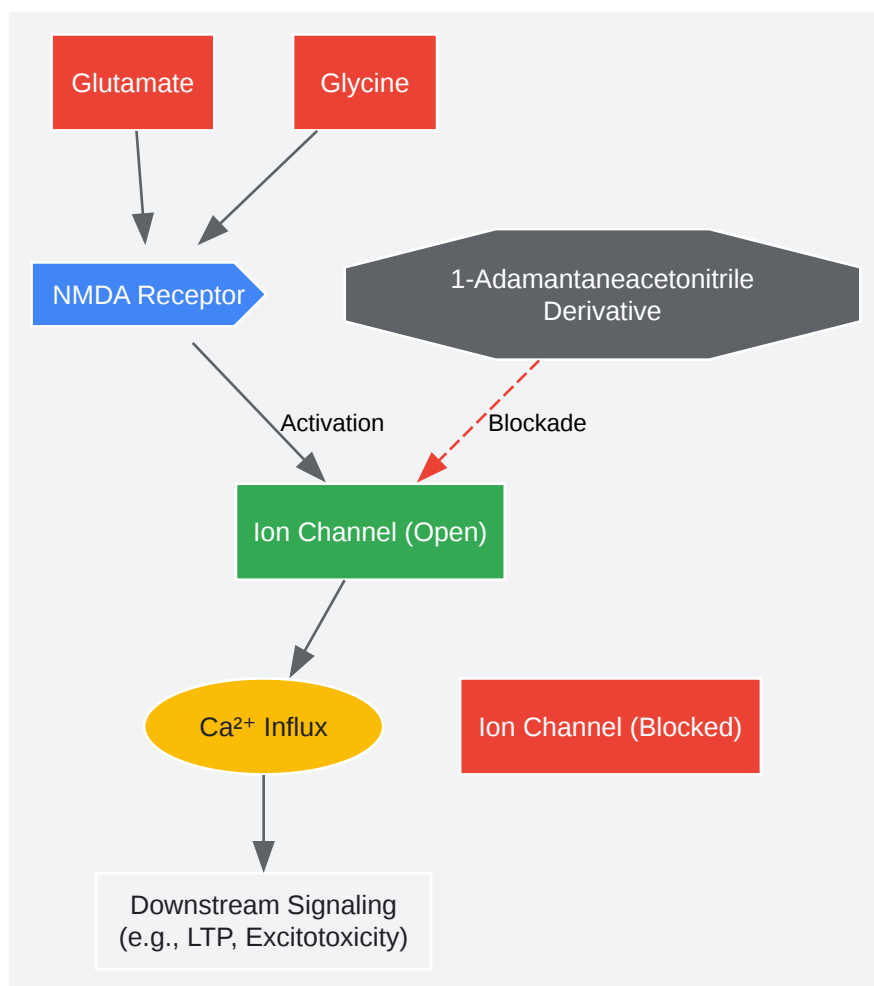 Glutamate
Glycine
NMDA Receptor
1-Adamantaneacetonitrile
Derivative
Activation
Blockade
Ion Channel (Open)
Ca²⁺ Influx
Ion Channel (Blocked)
Downstream Signaling
(e.g., LTP, Excitotoxicity)